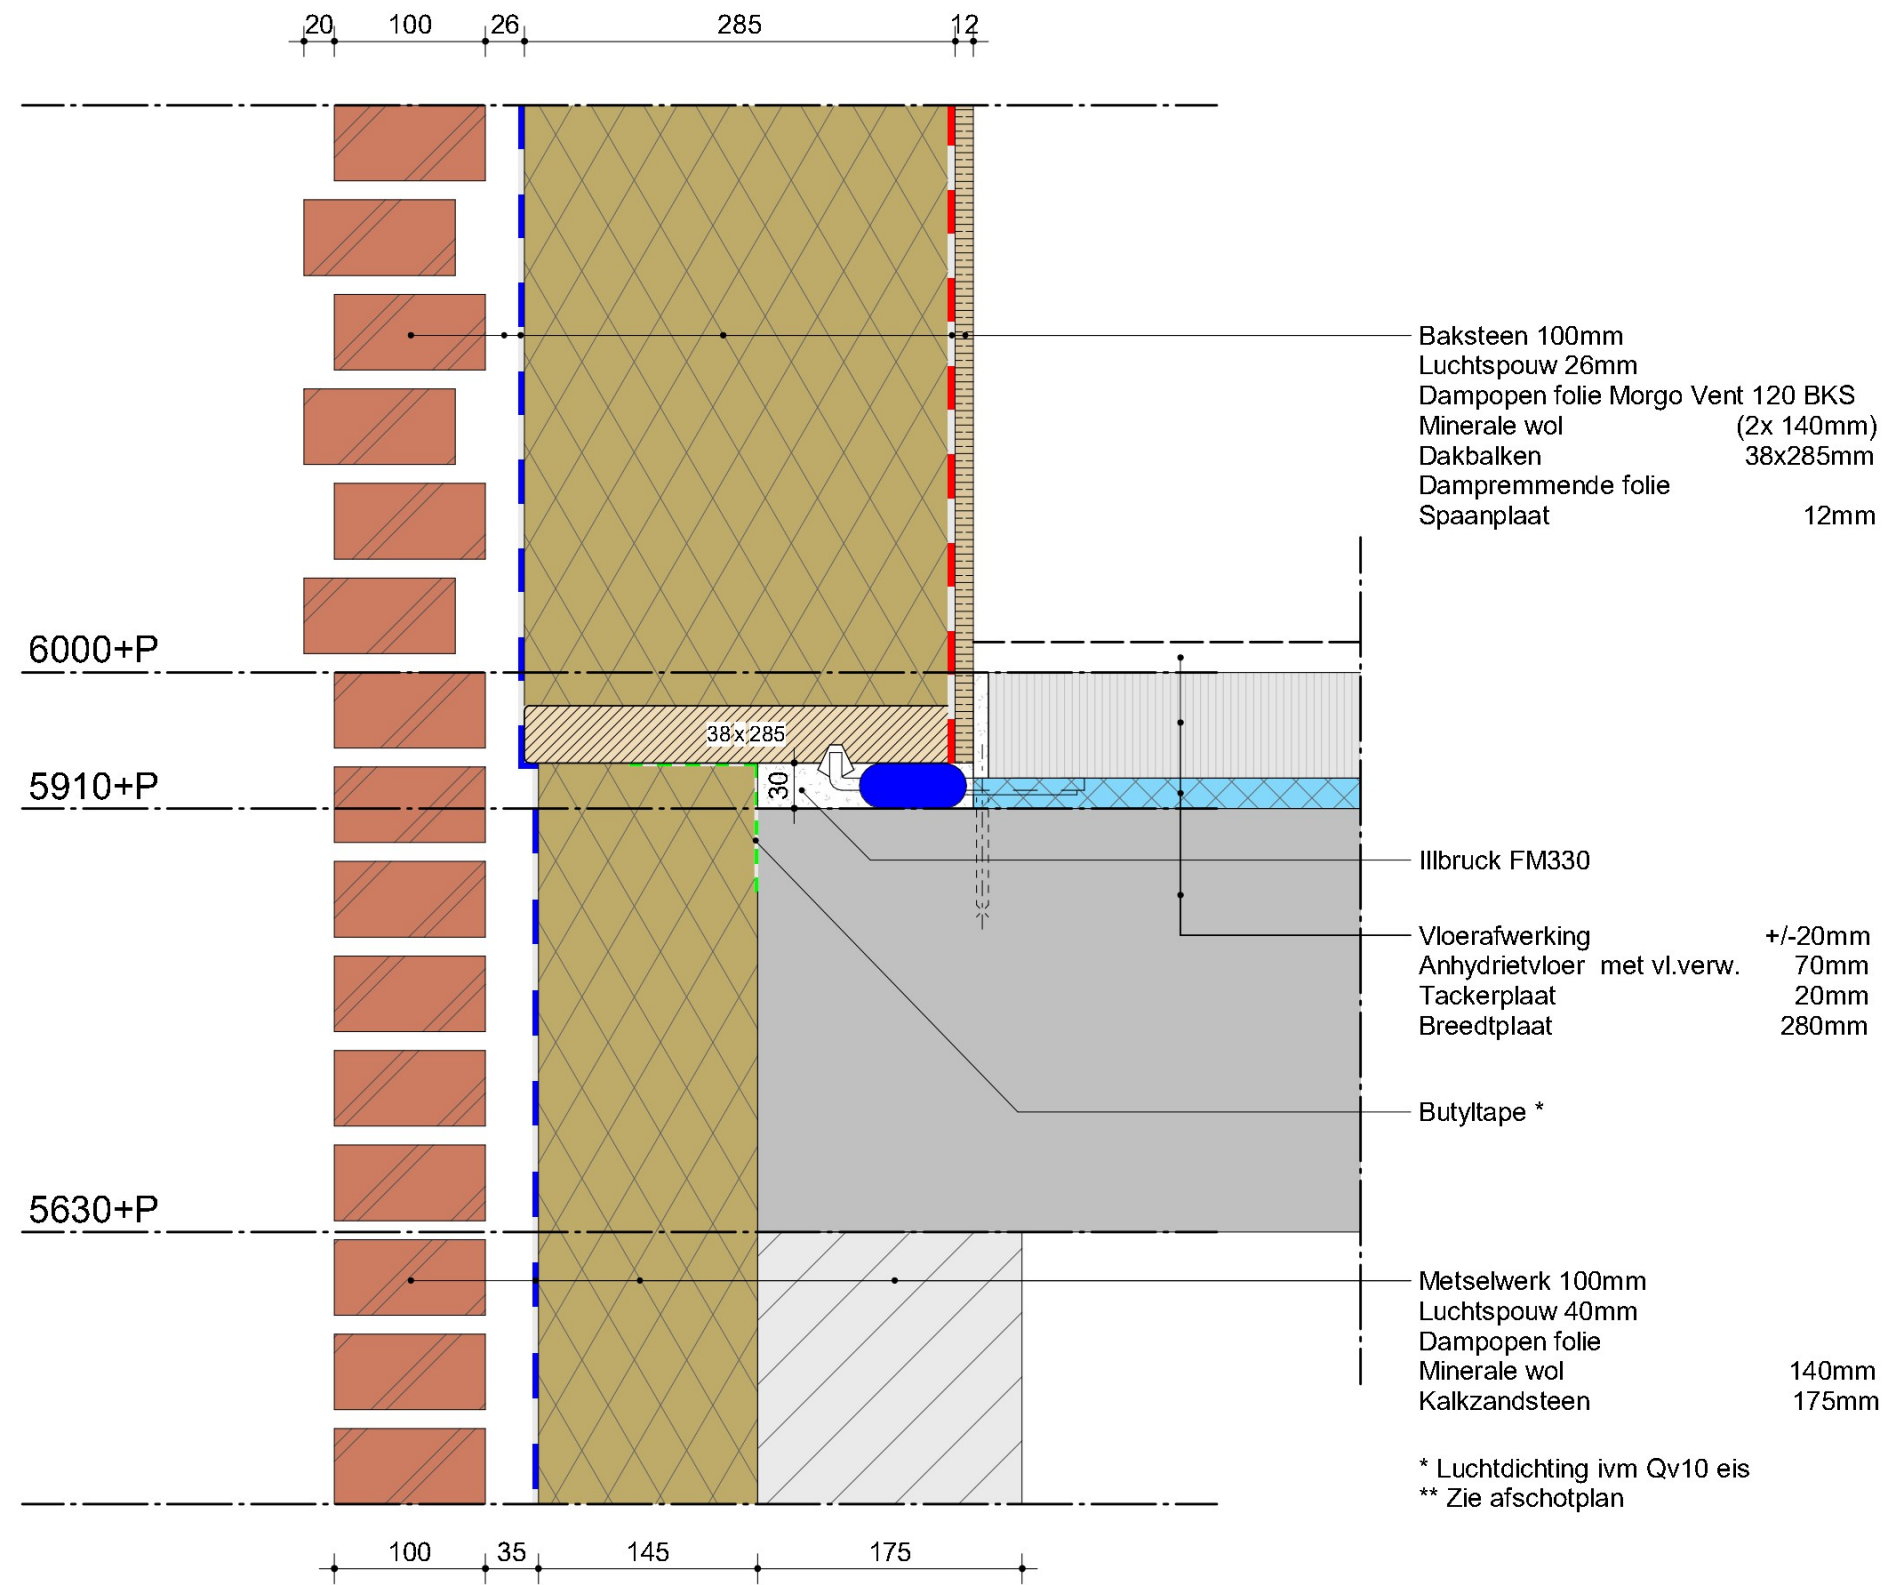 20 100 26 285 12
Baksteen 100mm
Luchtspouw 26mm
Dampopen folie Morgo Vent 120 BKS
Minerale wol (2x 140mm)
Dakbalken 38x285mm
Dampremmende folie
Spaanplaat 12mm
6000+P
38x285
30
5910+P
Illbruck FM330
Vloerafwerking +/-20mm
Anhydrietvloer met vl.verw. 70mm
Tackerplaat 20mm
Breedtplaat 280mm
Butyltape *
5630+P
Metselwerk 100mm
Luchtspouw 40mm
Dampopen folie
Minerale wol 140mm
Kalkzandsteen 175mm
* Luchtdichting ivm Qv10 eis
** Zie afschotplan
100 35 145 175